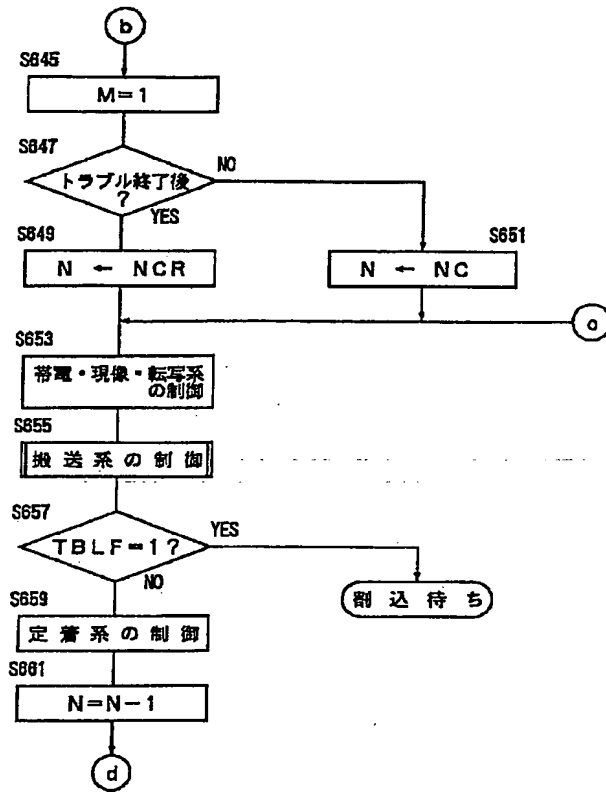 b
S645
M=1
S647
トラブル終了後
?
NO
YES
S649
N ← NCR
S651
N ← NC
a
S653
帯電・現像・転写系
の制御
S655
搬送系の制御
S657
TBLF=1?
YES
NO
割込待ち
S659
定着系の制御
S661
N=N-1
d